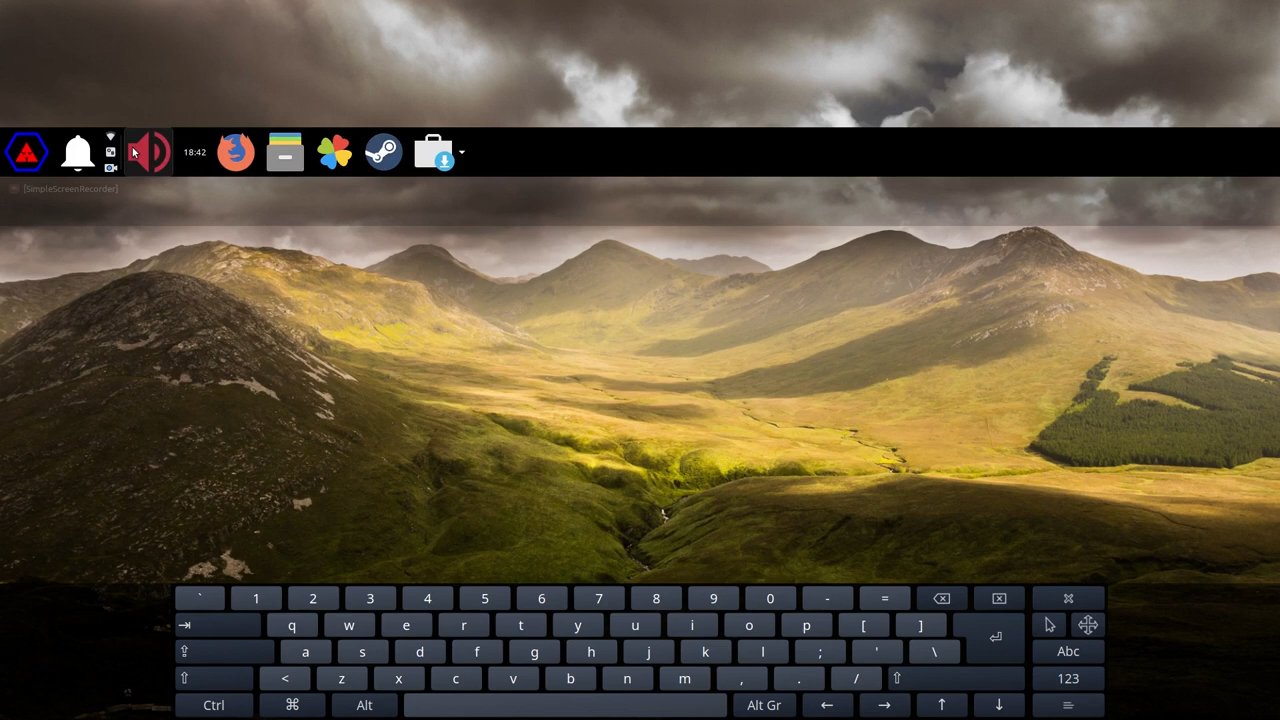 18:42
[SimpleScreenRecorder]
` 1 2 3 4 5 6 7 8 9 0 - =
q w e r t y u i o p [ ]
a s d f g h j k l ; ' \ Abc
< z x c v b n m , . / 123
Ctrl ⌘ Alt Alt Gr ← → ↑ ↓